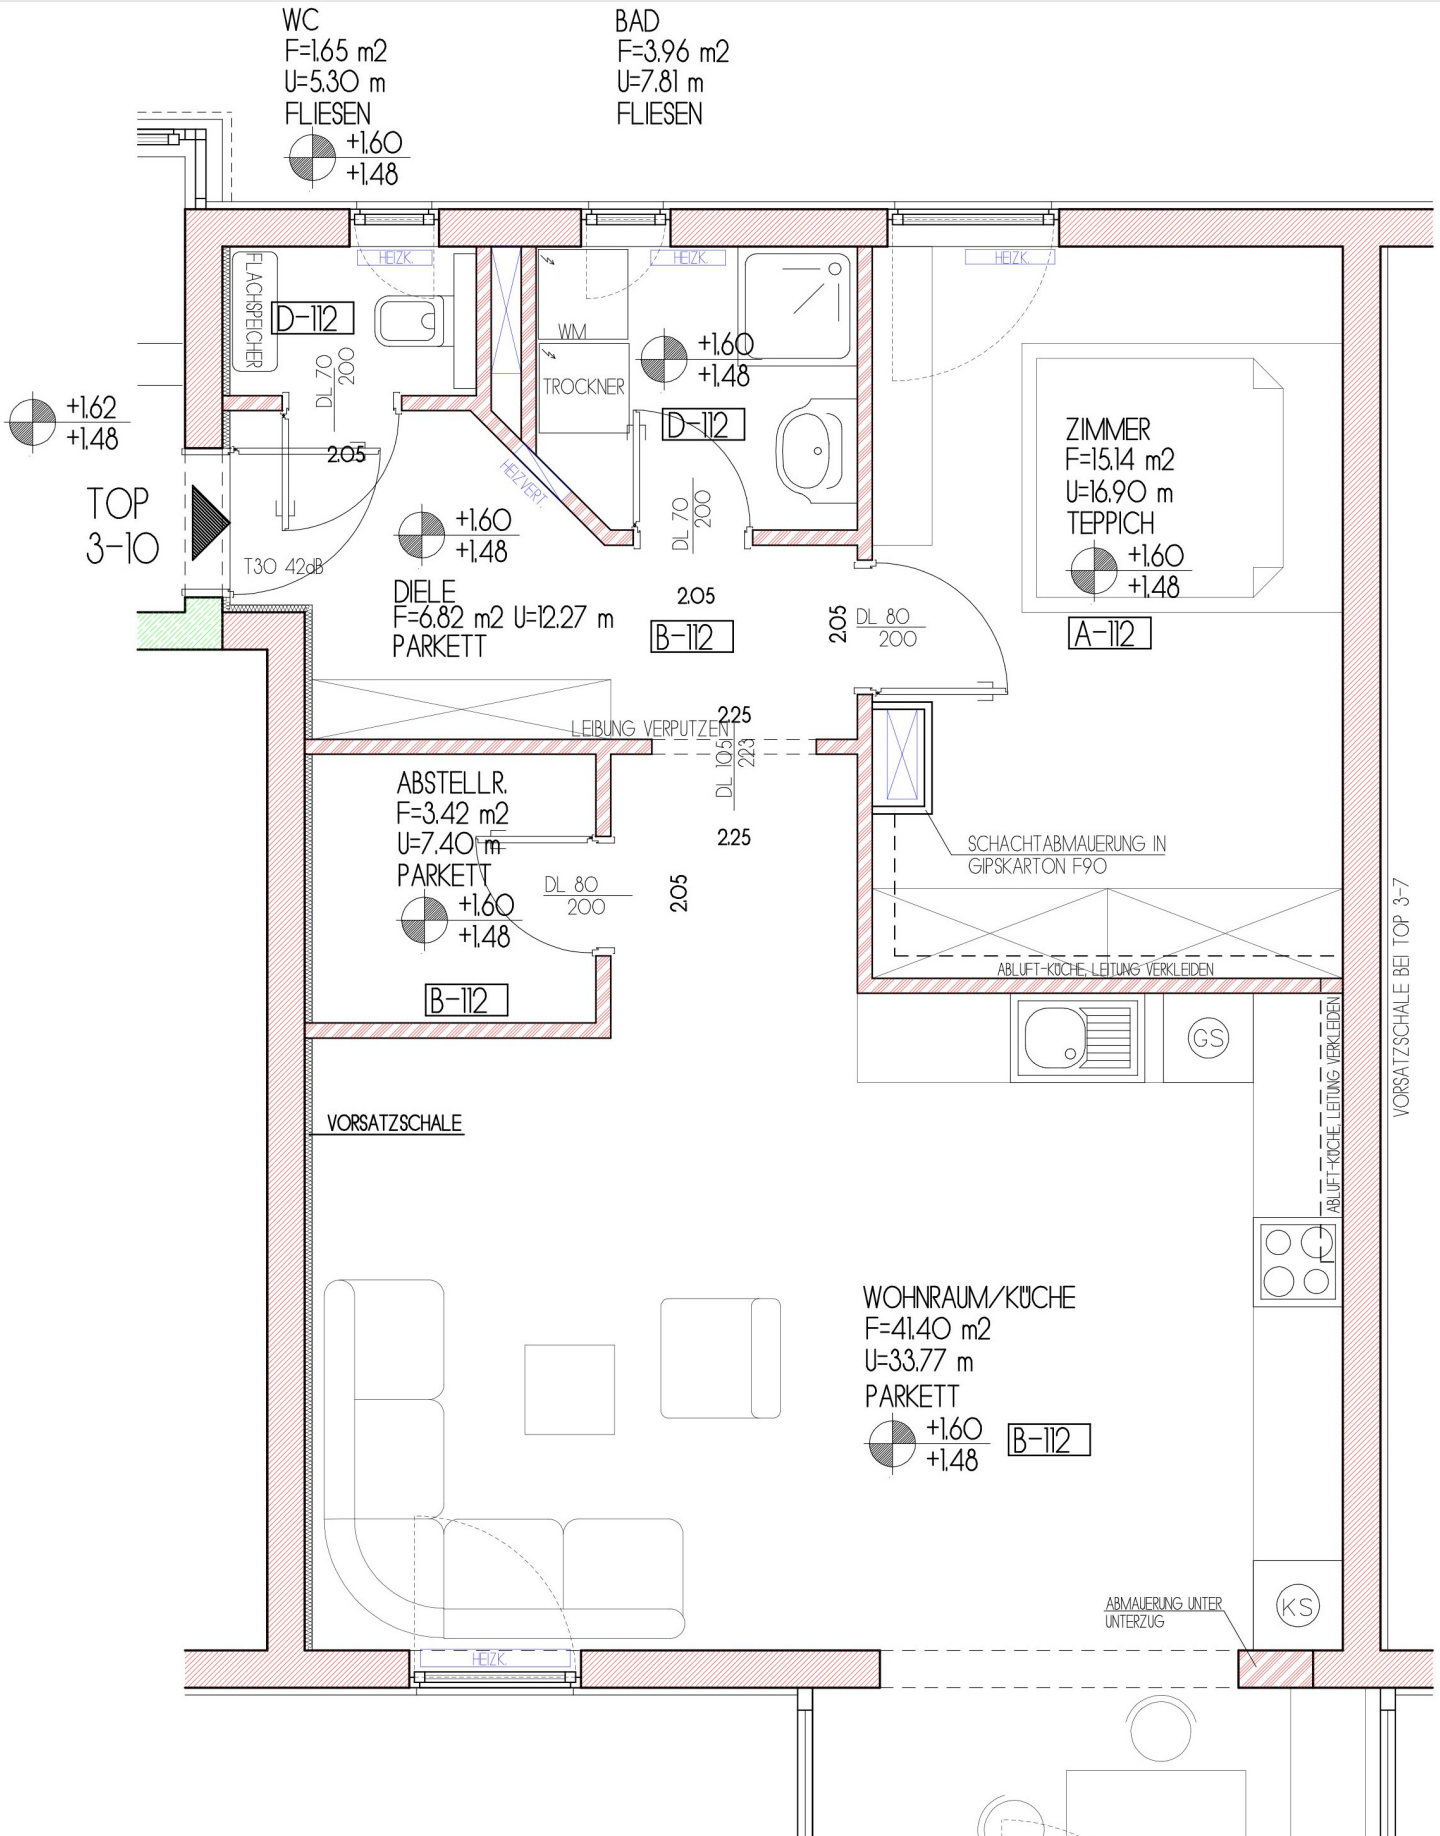 WC
F=1.65 m2
U=5.30 m
FLIESEN
+1.60
+1.48
BAD
F=3.96 m2
U=7.81 m
FLIESEN
HEIZK.
HEIZK.
HEIZK.
FLACHSPEICHER
D-112
DL 70
200
2.05
WM
TROCKNER
+1.60
+1.48
D-112
DL 70
200
HEIZVERT.
+1.62
+1.48
TOP
3-10
T30 42dB
+1.60
+1.48
DIELE
F=6.82 m2 U=12.27 m
PARKETT
2.05
B-112
2.05
DL 80
200
ZIMMER
F=15.14 m2
U=16.90 m
TEPPICH
+1.60
+1.48
A-112
LEIBUNG VERPUTZEN
2.25
DL 105
223
2.25
ABSTELLR.
F=3.42 m2
U=7.40 m
PARKETT
+1.60
+1.48
B-112
DL 80
200
2.05
SCHACHTABMAUERUNG IN
GIPSKARTON F90
ABLUFT-KÜCHE, LEITUNG VERKLEIDEN
ABLUFT-KÜCHE, LEITUNG VERKLEIDEN
VORSATZSCHALE BEI TOP 3-7
GS
VORSATZSCHALE
WOHNRAUM/KÜCHE
F=41.40 m2
U=33.77 m
PARKETT
+1.60
+1.48
B-112
ABMAUERUNG UNTER
UNTERZUG
KS
HEIZK.